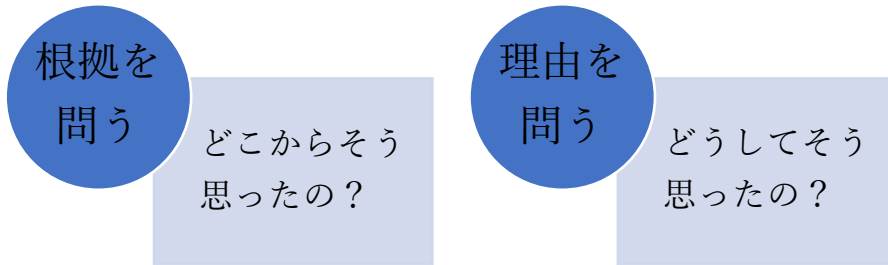 根拠を
問う
どこからそう
思ったの？
理由を
問う
どうしてそう
思ったの？